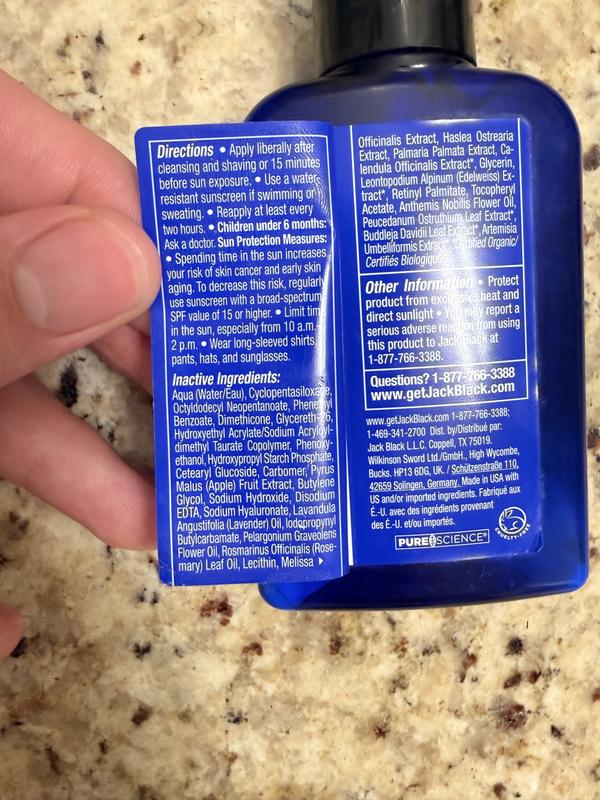 Directions • Apply liberally after
cleansing and shaving or 15 minutes
before sun exposure. • Use a water-
resistant sunscreen if swimming or
sweating. • Reapply at least every
two hours. • Children under 6 months:
Ask a doctor. Sun Protection Measures:
• Spending time in the sun increases
your risk of skin cancer and early skin
aging. To decrease this risk, regularly
use sunscreen with a broad-spectrum
SPF value of 15 or higher. • Limit time
in the sun, especially from 10 a.m.–
2 p.m. • Wear long-sleeved shirts,
pants, hats, and sunglasses.
Inactive Ingredients:
Aqua (Water/Eau), Cyclopentasiloxane,
Octyldodecyl Neopentanoate, Phenethyl
Benzoate, Dimethicone, Glycereth-26,
Hydroxyethyl Acrylate/Sodium Acryloyl-
dimethyl Taurate Copolymer, Phenoxy-
ethanol, Hydroxypropyl Starch Phosphate,
Cetearyl Glucoside, Carbomer, Pyrus
Malus (Apple) Fruit Extract, Butylene
Glycol, Sodium Hydroxide, Disodium
EDTA, Sodium Hyaluronate, Lavandula
Angustifolia (Lavender) Oil, Iodopropynyl
Butylcarbamate, Pelargonium Graveolens
Flower Oil, Rosmarinus Officinalis (Rose-
mary) Leaf Oil, Lecithin, Melissa
Officinalis Extract, Haslea Ostrearia
Extract, Palmaria Palmata Extract, Ca-
lendula Officinalis Extract*, Glycerin,
Leontopodium Alpinum (Edelweiss) Ex-
tract*, Retinyl Palmitate, Tocopheryl
Acetate, Anthemis Nobilis Flower Oil,
Peucedanum Ostruthium Leaf Extract*,
Buddleja Davidii Leaf Extract*, Artemisia
Umbelliformis Extract* *Certified Organic/
Certifiés Biologiques
Other Information • Protect
product from excessive heat and
direct sunlight • You may report a
serious adverse reaction from using
this product to Jack Black at
1-877-766-3388.
Questions? 1-877-766-3388
www.getJackBlack.com
www.getJackBlack.com 1-877-766-3388;
1-469-341-2700 Dist. by/Distribué par:
Jack Black L.L.C. Coppell, TX 75019.
Wilkinson Sword Ltd./GmbH., High Wycombe,
Bucks. HP13 6DG, UK. / Schützenstraße 110,
42659 Solingen, Germany. Made in USA with
US and/or imported ingredients. Fabriqué aux
É.-U. avec des ingrédients provenant
des É.-U. et/ou importés.
CRUELTY-FREE
PURE SCIENCE®